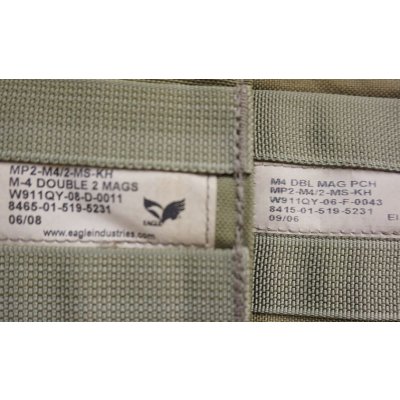 MP2-M4/2-MS-KH
M-4 DOUBLE 2 MAGS
W911QY-08-D-0011
8465-01-519-5231
06/08
EAGLE
www.eagleindustries.com
M4 DBL MAG PCH
MP2-M4/2-MS-KH
W911QY-06-F-0043
8415-01-519-5231
09/06